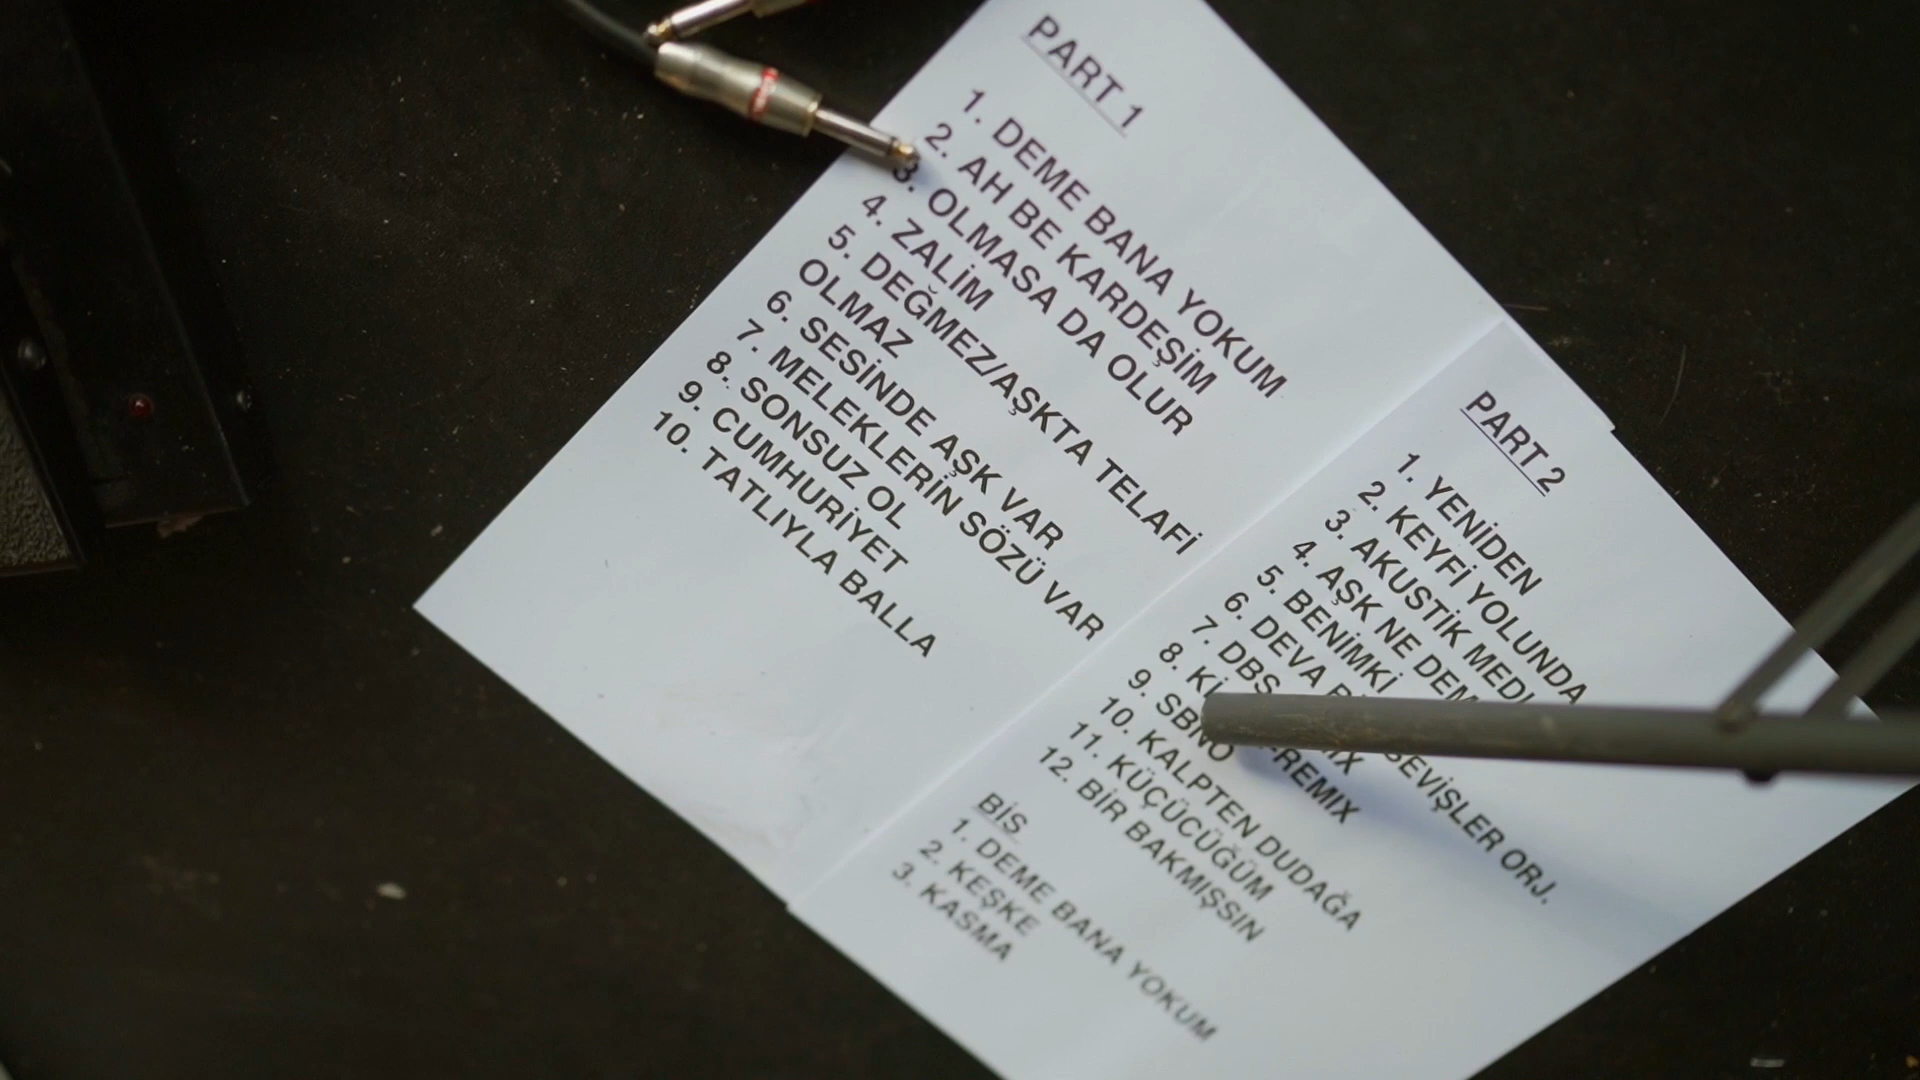 PART 1
1. DEME BANA YOKUM
2. AH BE KARDEŞİM
3. OLMASA DA OLUR
4. ZALİM
5. DEĞMEZ/AŞKTA TELAFİ
OLMAZ
6. SESİNDE AŞK VAR
7. MELEKLERİN SÖZÜ VAR
8. SONSUZ OL
9. CUMHURİYET
10. TATLIYLA BALLA
PART 2
1. YENİDEN
2. KEYFİ YOLUNDA
3. AKUSTİK
4. AŞK NE
5. BENİMKİ
6. DEVA SEVİŞLER ORJ.
7. DBS
8. -REMIX
9. SBNO
10. KALPTEN DUDAĞA
11. KÜÇÜCÜĞÜM
12. BİR BAKMIŞSIN
BİS
1. DEME BANA YOKUM
2. KEŞKE
3. KASMA